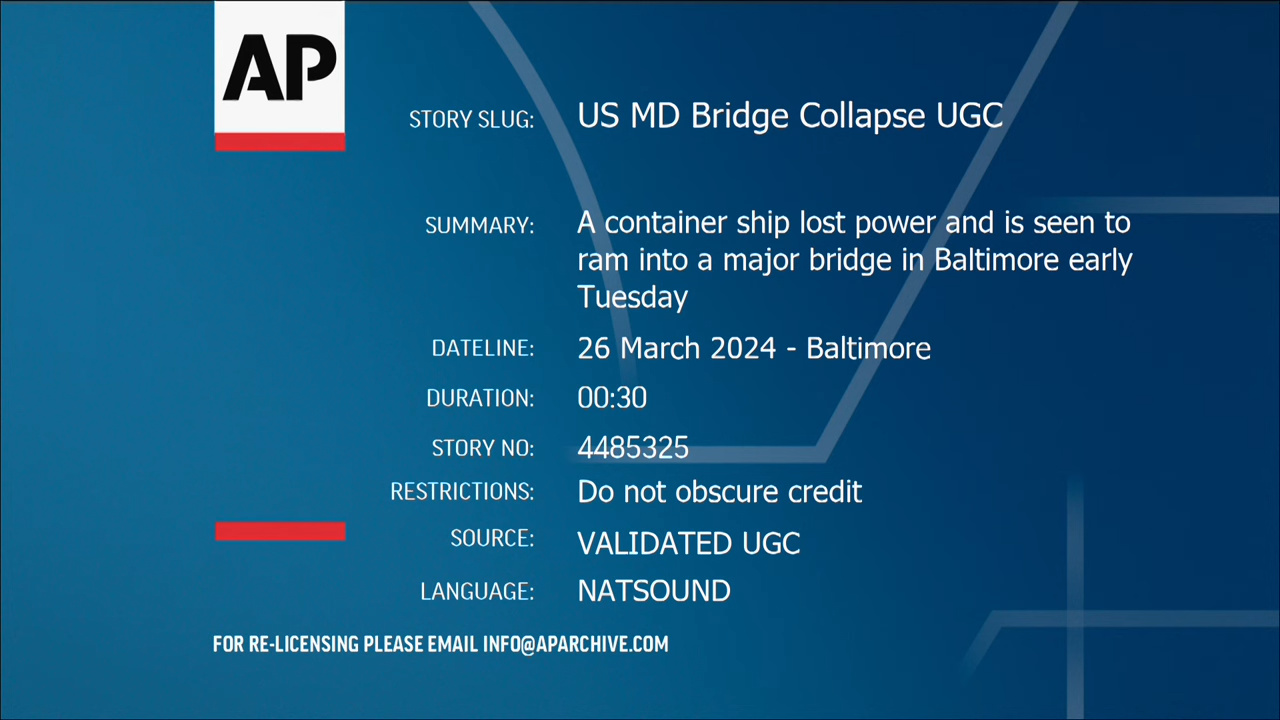 AP
STORY SLUG: US MD Bridge Collapse UGC
SUMMARY: A container ship lost power and is seen to
ram into a major bridge in Baltimore early
Tuesday
DATELINE: 26 March 2024 - Baltimore
DURATION: 00:30
STORY NO: 4485325
RESTRICTIONS: Do not obscure credit
SOURCE: VALIDATED UGC
LANGUAGE: NATSOUND
FOR RE-LICENSING PLEASE EMAIL INFO@APARCHIVE.COM